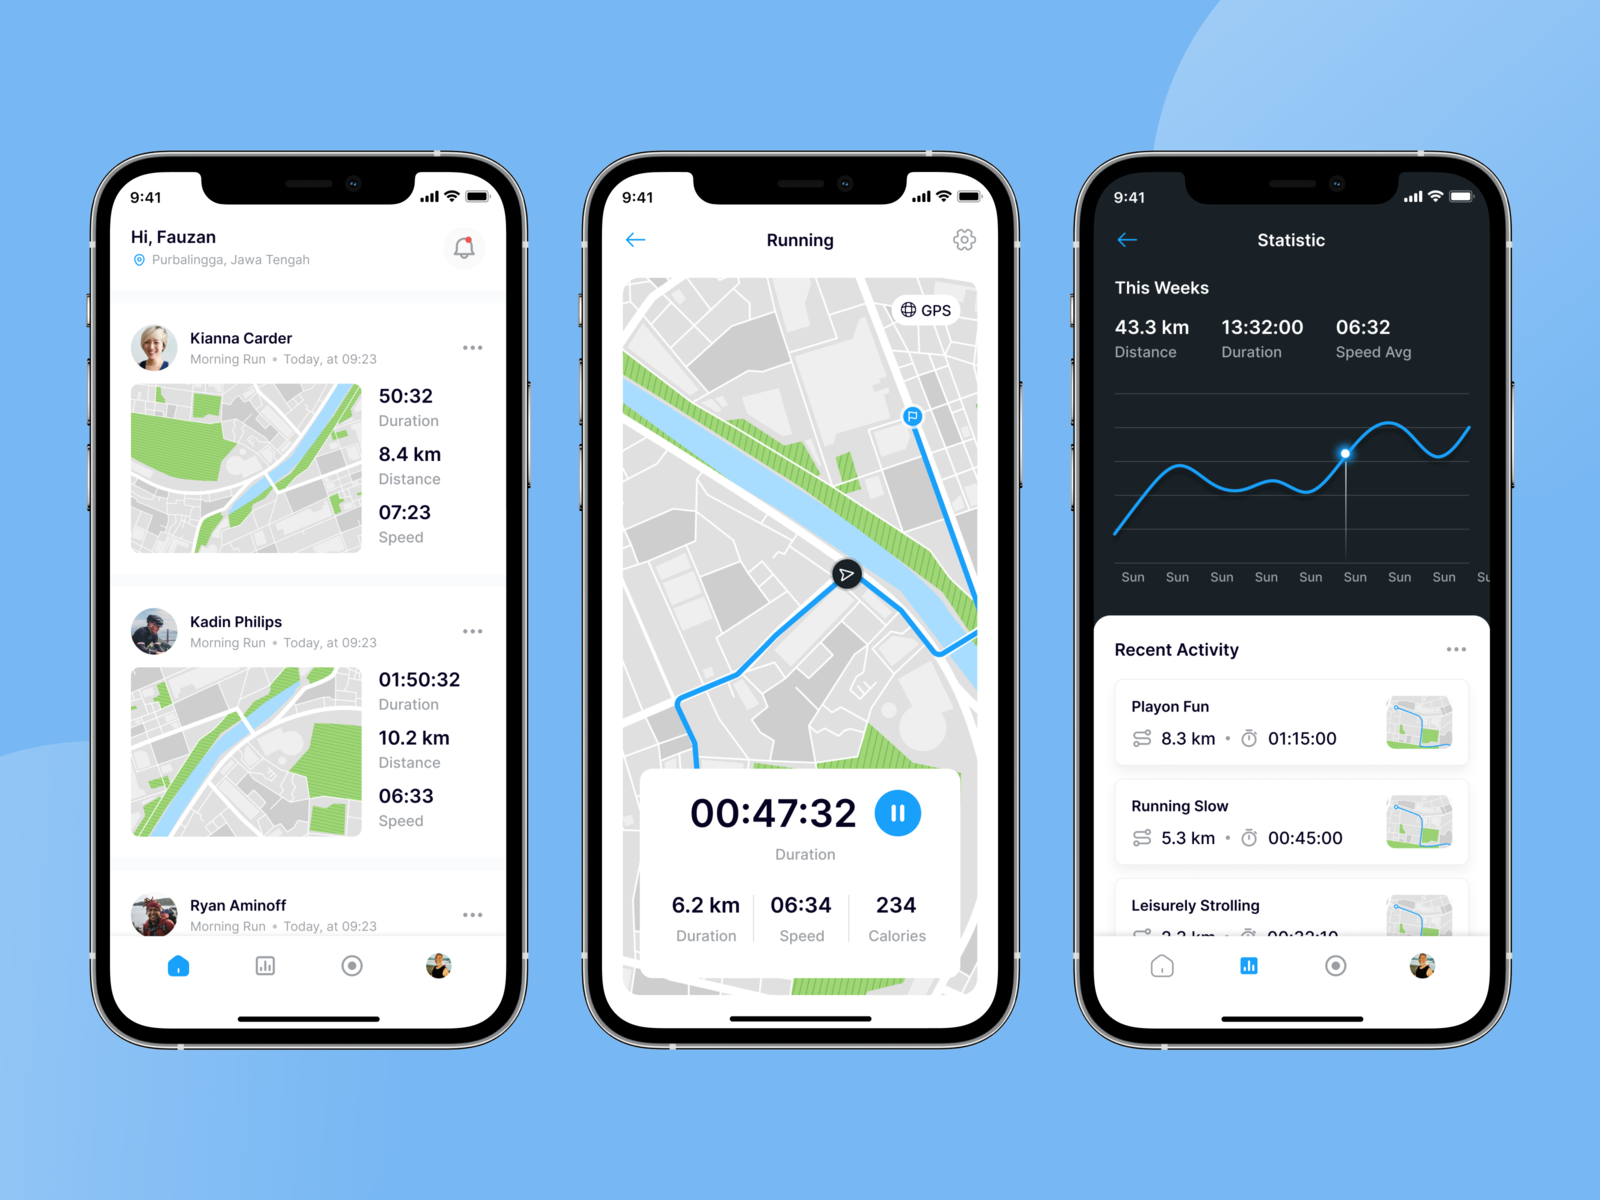 9:41
Hi, Fauzan
Purbalingga, Jawa Tengah
Kianna Carder
Morning Run • Today, at 09:23
50:32
Duration
8.4 km
Distance
07:23
Speed
Kadin Philips
Morning Run • Today, at 09:23
01:50:32
Duration
10.2 km
Distance
06:33
Speed
Ryan Aminoff
Morning Run • Today, at 09:23
9:41
Running
GPS
00:47:32
Duration
6.2 km 06:34 234
Duration Speed Calories
9:41
Statistic
This Weeks
43.3 km 13:32:00 06:32
Distance Duration Speed Avg
Sun Sun Sun Sun Sun Sun Sun Sun
Recent Activity
Playon Fun
8.3 km • 01:15:00
Running Slow
5.3 km • 00:45:00
Leisurely Strolling